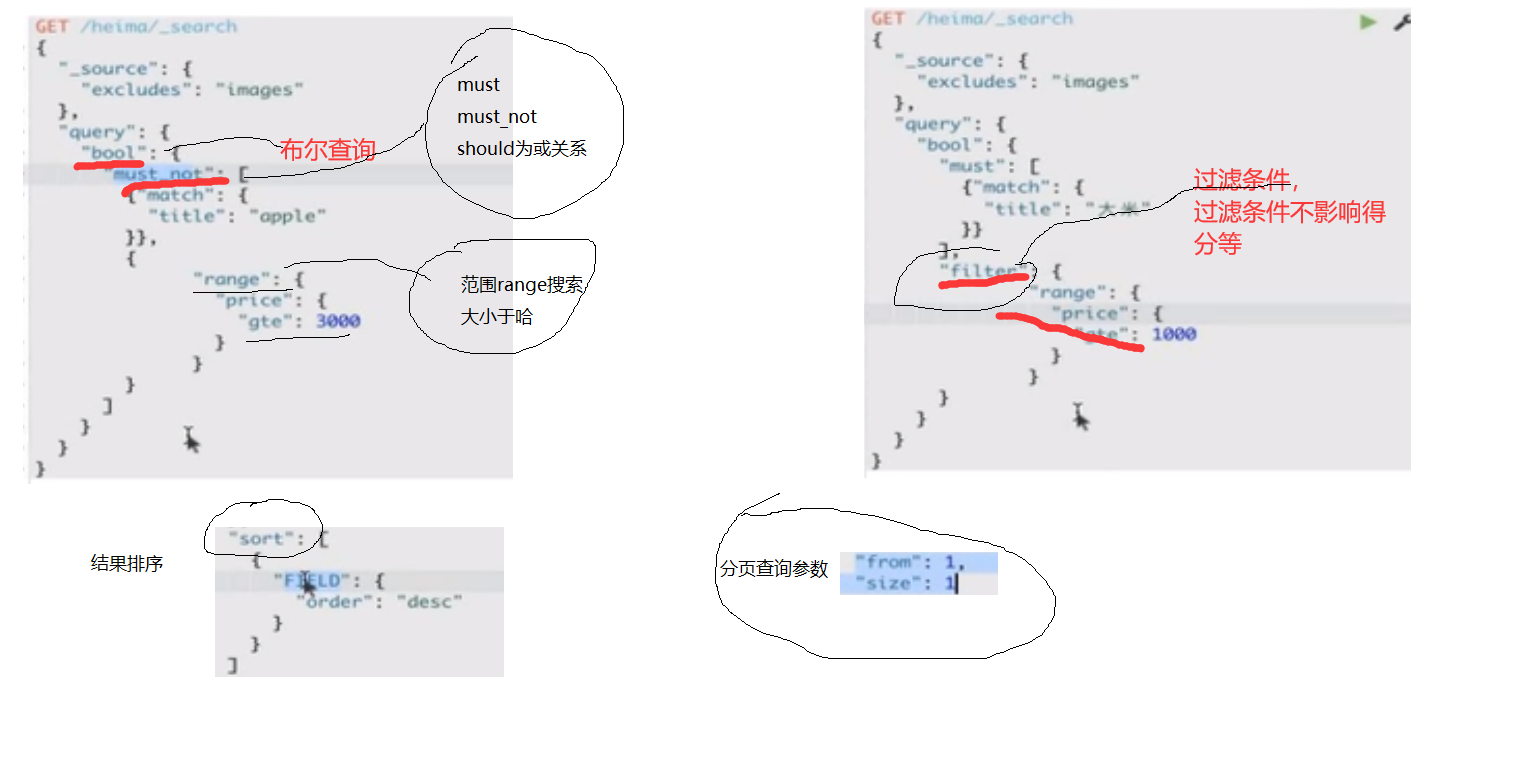 GET /heima/_search
{
"_source": {
"excludes": "images"
},
"query": {
"bool": {
"must_not": [
{"match": {
"title": "apple"
}},
{
"range": {
"price": {
"gte": 3000
}
}
}
]
}
}
}
布尔查询
must
must_not
should为或关系
范围range搜索
大小于哈
GET /heima/_search
{
"_source": {
"excludes": "images"
},
"query": {
"bool": {
"must": [
{"match": {
"title": "大米"
}}
],
"filter": {
"range": {
"price": {
"gte": 1000
}
}
}
}
}
}
过滤条件，
过滤条件不影响得
分等
结果排序
"sort": [
{
"FIELD": {
"order": "desc"
}
}
]
分页查询参数
"from": 1,
"size": 1